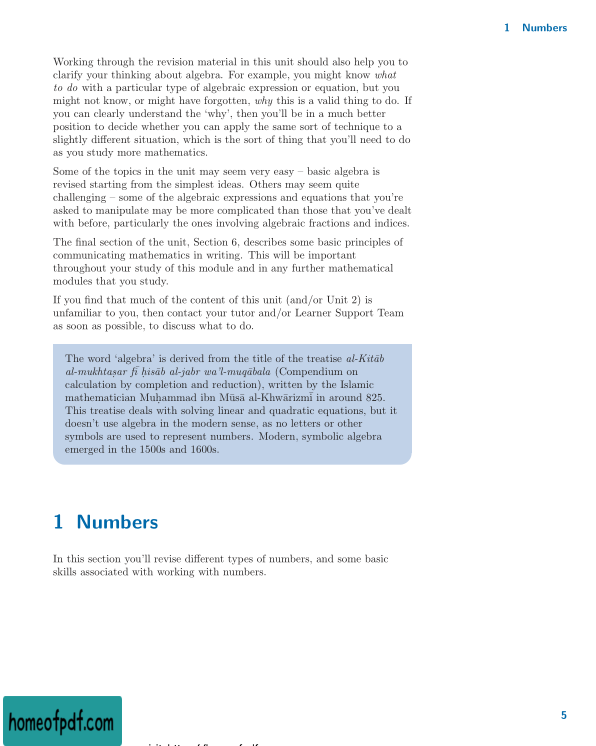 1 Numbers
Working through the revision material in this unit should also help you to
clarify your thinking about algebra. For example, you might know what
to do with a particular type of algebraic expression or equation, but you
might not know, or might have forgotten, why this is a valid thing to do. If
you can clearly understand the ‘why’, then you’ll be in a much better
position to decide whether you can apply the same sort of technique to a
slightly different situation, which is the sort of thing that you’ll need to do
as you study more mathematics.
Some of the topics in the unit may seem very easy – basic algebra is
revised starting from the simplest ideas. Others may seem quite
challenging – some of the algebraic expressions and equations that you’re
asked to manipulate may be more complicated than those that you’ve dealt
with before, particularly the ones involving algebraic fractions and indices.
The final section of the unit, Section 6, describes some basic principles of
communicating mathematics in writing. This will be important
throughout your study of this module and in any further mathematical
modules that you study.
If you find that much of the content of this unit (and/or Unit 2) is
unfamiliar to you, then contact your tutor and/or Learner Support Team
as soon as possible, to discuss what to do.
The word ‘algebra’ is derived from the title of the treatise al-Kitāb
al-mukhtaṣar fī ḥisāb al-jabr wa’l-muqābala (Compendium on
calculation by completion and reduction), written by the Islamic
mathematician Muḥammad ibn Mūsā al-Khwārizmī in around 825.
This treatise deals with solving linear and quadratic equations, but it
doesn’t use algebra in the modern sense, as no letters or other
symbols are used to represent numbers. Modern, symbolic algebra
emerged in the 1500s and 1600s.
1 Numbers
In this section you’ll revise different types of numbers, and some basic
skills associated with working with numbers.
5
homeofpdf.com